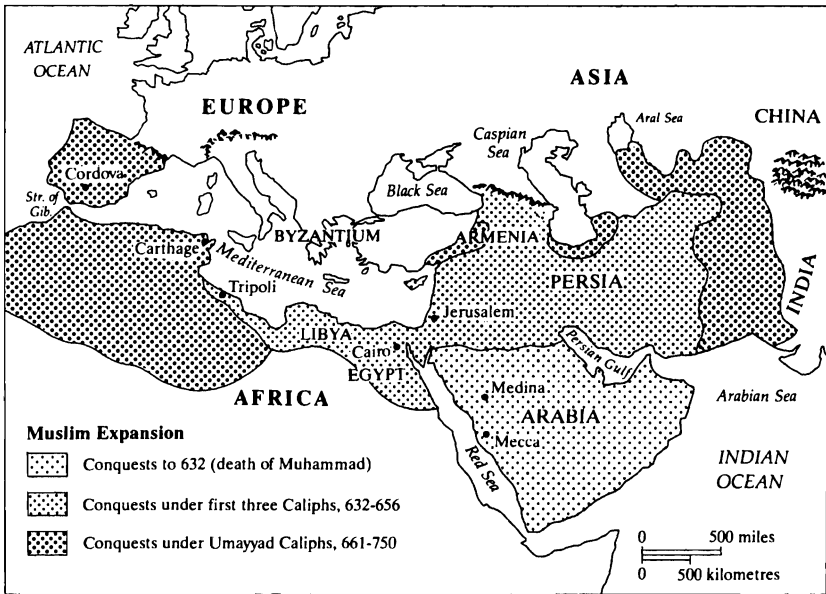 ATLANTIC
OCEAN
EUROPE
ASIA
CHINA
Aral Sea
Caspian
Sea
Black Sea
Cordova
Str. of
Gib.
BYZANTIUM
ARMENIA
Carthage
Mediterranean
Sea
PERSIA
INDIA
Tripoli
Jerusalem
LIBYA
Cairo
EGYPT
Persian Gulf
AFRICA
Medina
ARABIA
Arabian Sea
Mecca
Red Sea
INDIAN
OCEAN
Muslim Expansion
Conquests to 632 (death of Muhammad)
Conquests under first three Caliphs, 632-656
Conquests under Umayyad Caliphs, 661-750
0 500 miles
0 500 kilometres